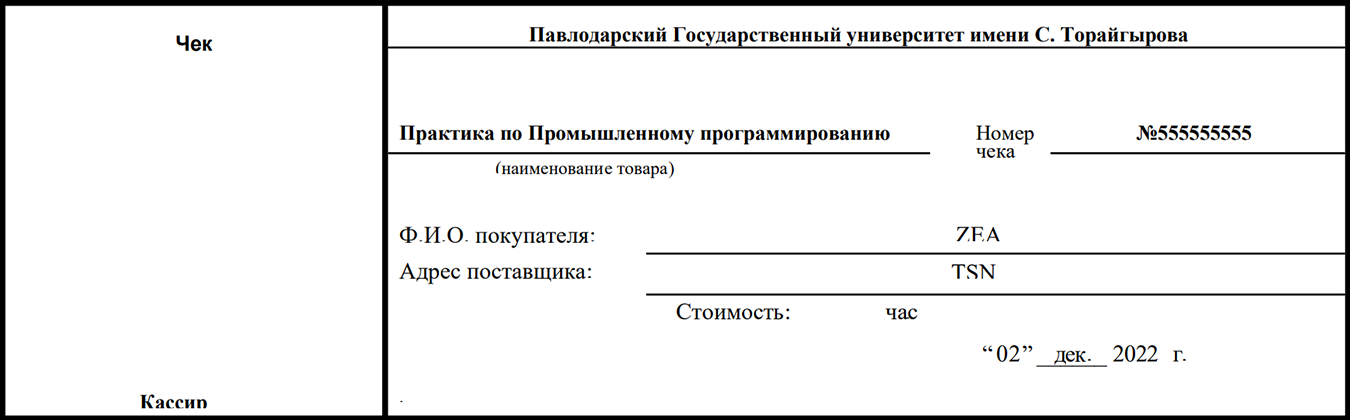 Чек
Кассир
Павлодарский Государственный университет имени С. Торайгырова
Практика по Промышленному программированию
Номер чека
№555555555
(наименование товара)
Ф.И.О. покупателя: ZEA
Адрес поставщика: TSN
Стоимость: час
“02” дек. 2022 г.